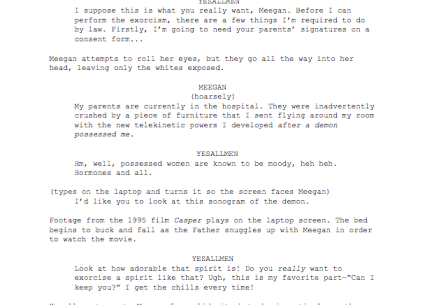 YESALLMEN
I suppose this is what you really want, Meegan. Before I can
perform the exorcism, there are a few things I'm required to do
by law. Firstly, I'm going to need your parents' signatures on a
consent form...
Meegan attempts to roll her eyes, but they go all the way into her
head, leaving only the whites exposed.
MEEGAN
(hoarsely)
My parents are currently in the hospital. They were inadvertently
crushed by a piece of furniture that I sent flying around my room
with the new telekinetic powers I developed after a demon
possessed me.
YESALLMEN
Hm, well, possessed women are known to be moody, heh heh.
Hormones and all.
(types on the laptop and turns it so the screen faces Meegan)
I'd like you to look at this sonogram of the demon.
Footage from the 1995 film Casper plays on the laptop screen. The bed
begins to buck and fall as the Father snuggles up with Meegan in order
to watch the movie.
YESALLMEN
Look at how adorable that spirit is! Do you really want to
exorcise a spirit like that? Ugh, this is my favorite part—"Can I
keep you?" I get the chills every time!